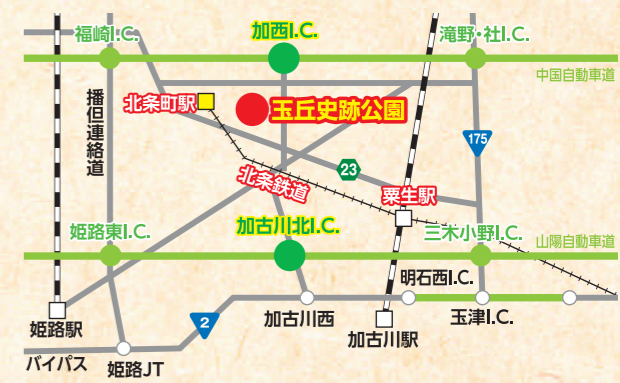 福崎I.C.
加西I.C.
滝野・社I.C.
中国自動車道
播但連絡道
北条町駅
玉丘史跡公園
175
23
北条鉄道
粟生駅
姫路東I.C.
加古川北I.C.
三木小野I.C.
山陽自動車道
明石西I.C.
姫路駅
2
加古川西
加古川駅
玉津I.C.
バイパス
姫路JT